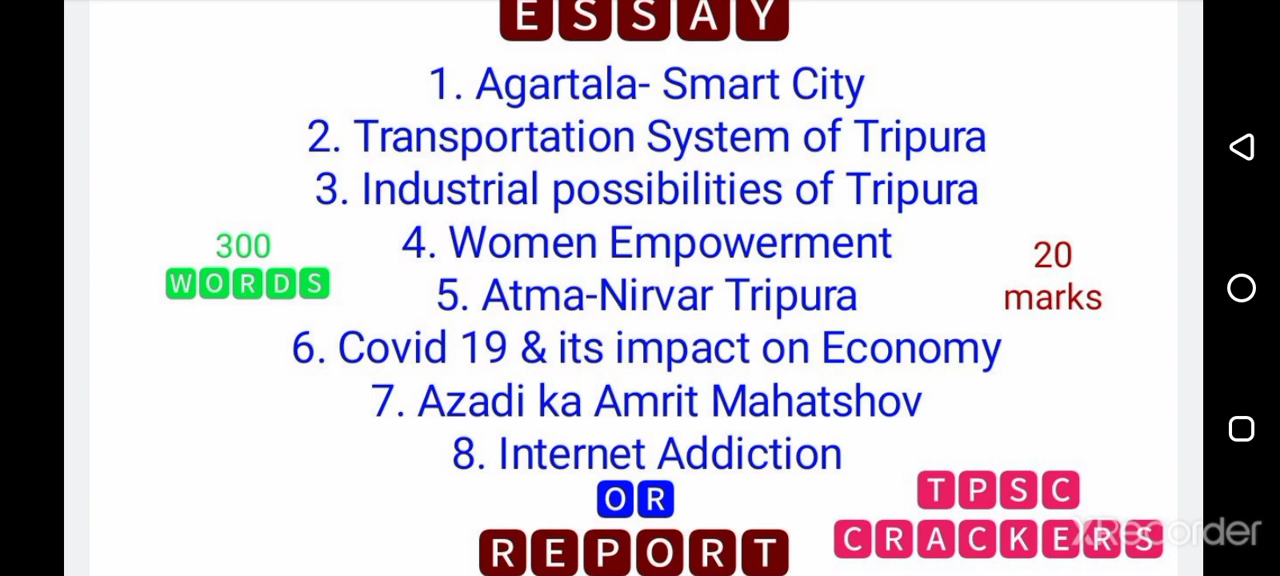 ESSAY
1. Agartala- Smart City
2. Transportation System of Tripura
3. Industrial possibilities of Tripura
300
WORDS
4. Women Empowerment
20
marks
5. Atma-Nirvar Tripura
6. Covid 19 & its impact on Economy
7. Azadi ka Amrit Mahatshov
8. Internet Addiction
OR
REPORT
TPSC
CRACKERS
XRecorder